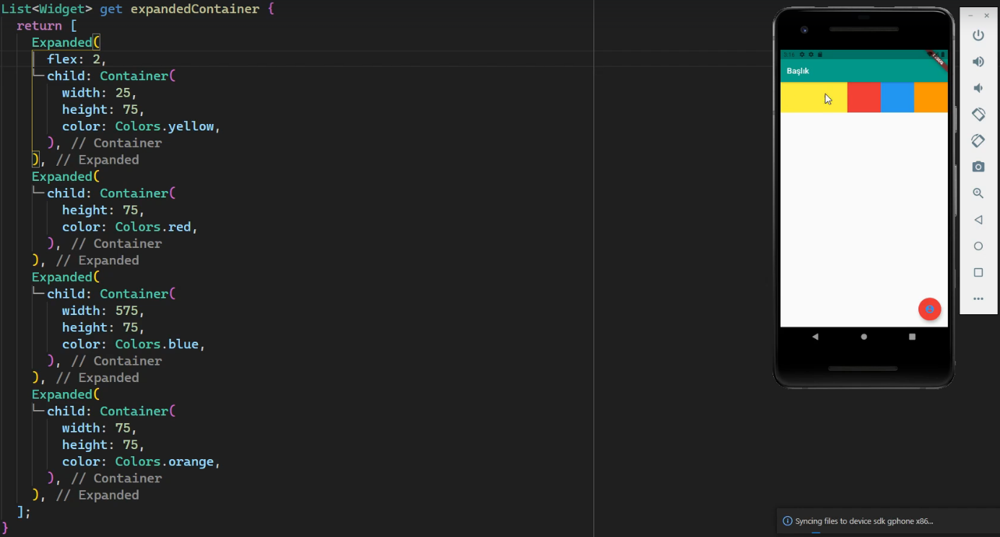 List<Widget> get expandedContainer {
return [
Expanded(
flex: 2,
child: Container(
width: 25,
height: 75,
color: Colors.yellow,
), // Container
), // Expanded
Expanded(
child: Container(
height: 75,
color: Colors.red,
), // Container
), // Expanded
Expanded(
child: Container(
width: 575,
height: 75,
color: Colors.blue,
), // Container
), // Expanded
Expanded(
child: Container(
width: 75,
height: 75,
color: Colors.orange,
), // Container
), // Expanded
];
}
Başlık
Syncing files to device sdk gphone x86...